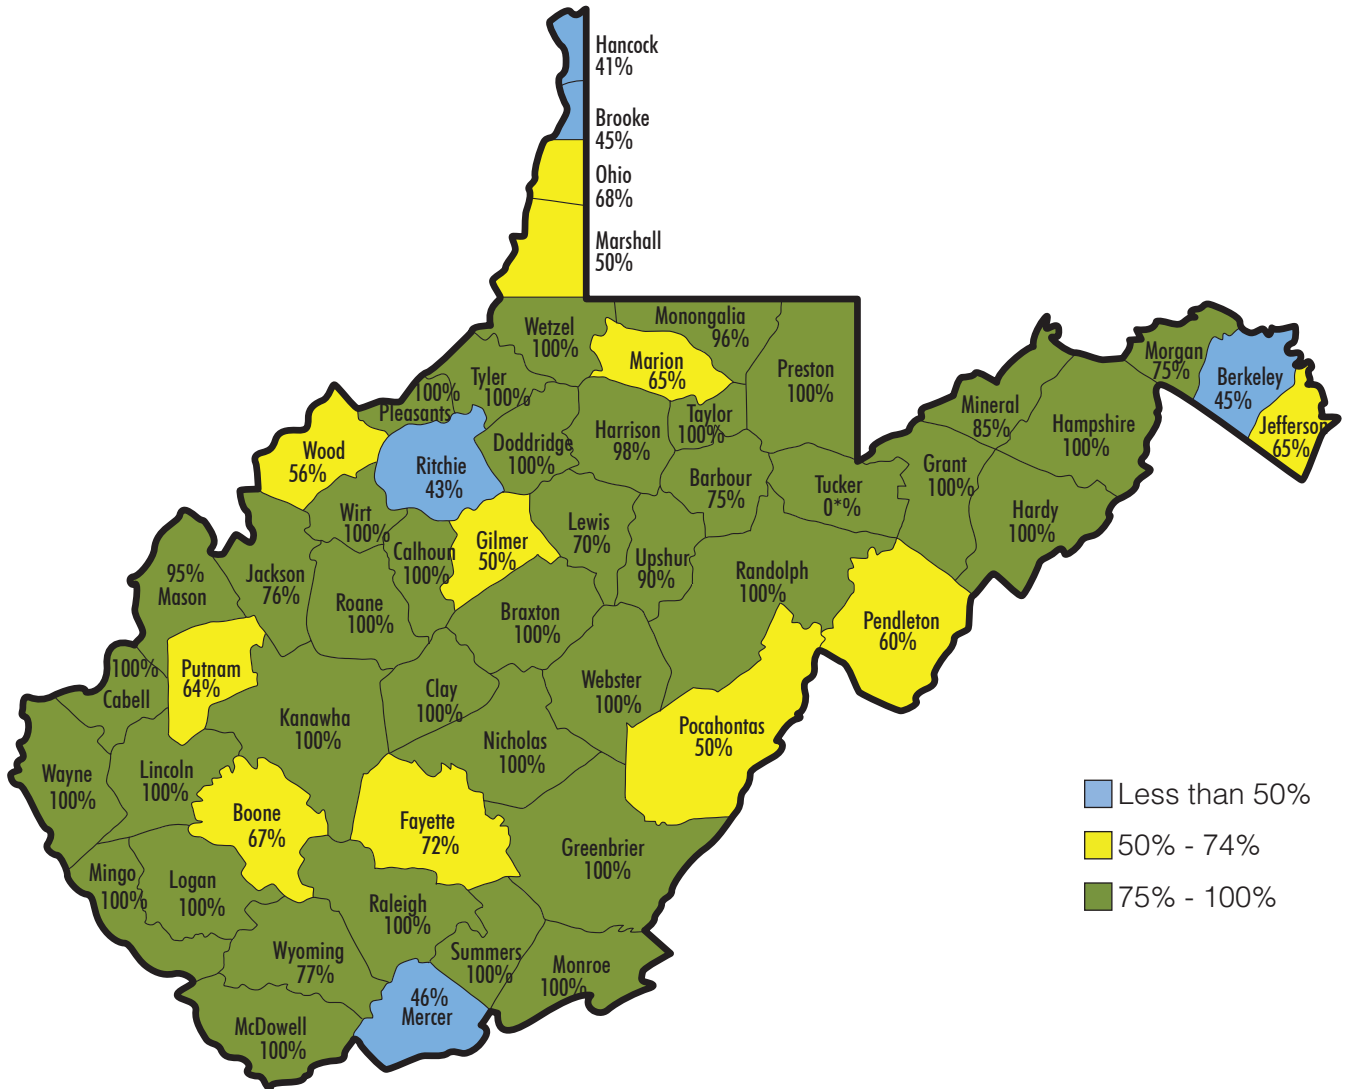 Hancock
41%
Brooke
45%
Ohio
68%
Marshall
50%
Wetzel
100%
Monongalia
96%
Marion
65%
Preston
100%
Tyler
100%
100%
Pleasants
Taylor
100%
Harrison
98%
Doddridge
100%
Wood
56%
Ritchie
43%
Morgan
75%
Berkeley
45%
Jefferson
65%
Mineral
85%
Hampshire
100%
Grant
100%
Hardy
100%
Barbour
75%
Tucker
0*%
Wirt
100%
Calhoun
100%
Gilmer
50%
Lewis
70%
Upshur
90%
Randolph
100%
Pendleton
60%
95%
Mason
Jackson
76%
Roane
100%
Braxton
100%
100%
Cabell
Putnam
64%
Kanawha
100%
Clay
100%
Webster
100%
Pocahontas
50%
Nicholas
100%
Wayne
100%
Lincoln
100%
Boone
67%
Fayette
72%
Greenbrier
100%
Mingo
100%
Logan
100%
Raleigh
100%
Wyoming
77%
Summers
100%
Monroe
100%
McDowell
100%
46%
Mercer
Less than 50%
50% - 74%
75% - 100%